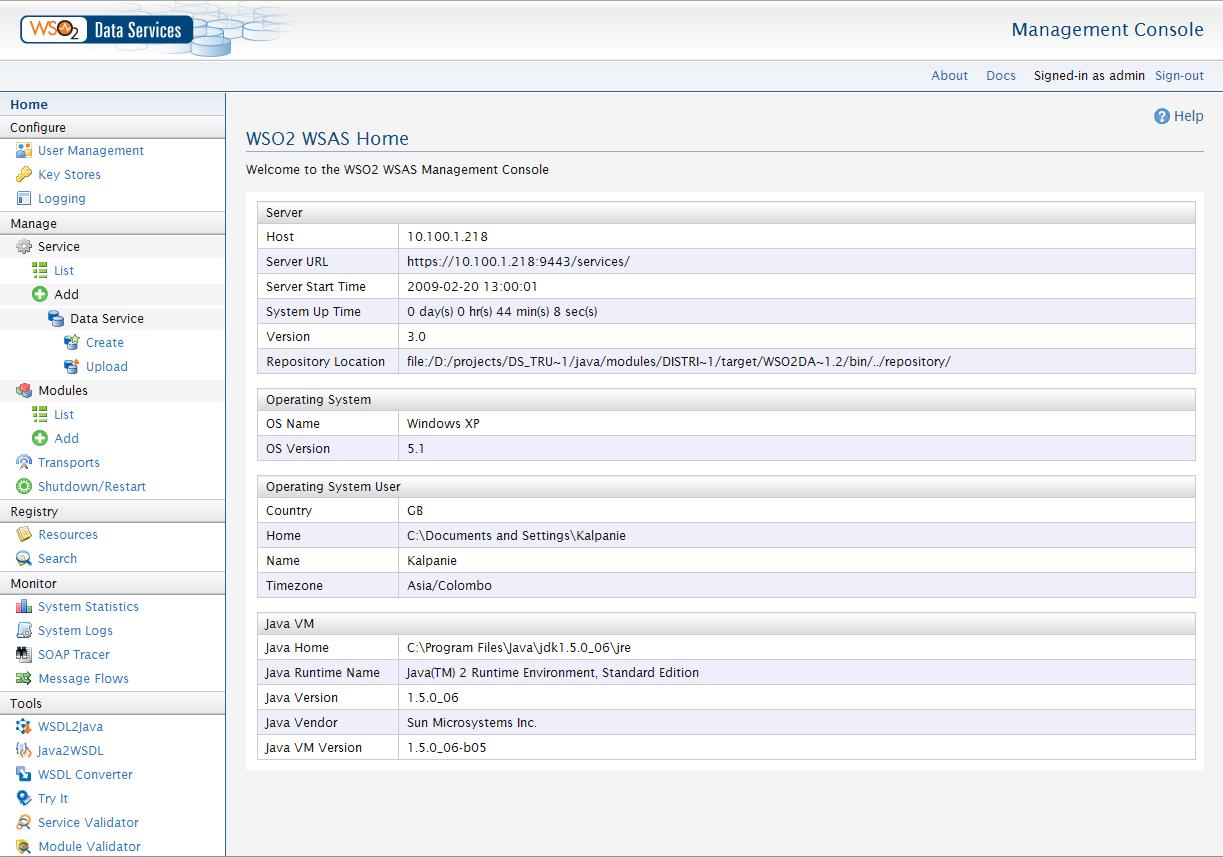 WSO2 Data Services
Management Console
About Docs Signed-in as admin Sign-out
Home
Configure
User Management
Key Stores
Logging
Manage
Service
List
Add
Data Service
Create
Upload
Modules
List
Add
Transports
Shutdown/Restart
Registry
Resources
Search
Monitor
System Statistics
System Logs
SOAP Tracer
Message Flows
Tools
WSDL2Java
Java2WSDL
WSDL Converter
Try It
Service Validator
Module Validator
? Help
WSO2 WSAS Home
Welcome to the WSO2 WSAS Management Console
Server
Host 10.100.1.218
Server URL https://10.100.1.218:9443/services/
Server Start Time 2009-02-20 13:00:01
System Up Time 0 day(s) 0 hr(s) 44 min(s) 8 sec(s)
Version 3.0
Repository Location file:/D:/projects/DS_TRU~1/java/modules/DISTRI~1/target/WSO2DA~1.2/bin/../repository/
Operating System
OS Name Windows XP
OS Version 5.1
Operating System User
Country GB
Home C:\Documents and Settings\Kalpanie
Name Kalpanie
Timezone Asia/Colombo
Java VM
Java Home C:\Program Files\Java\jdk1.5.0_06\jre
Java Runtime Name Java(TM) 2 Runtime Environment, Standard Edition
Java Version 1.5.0_06
Java Vendor Sun Microsystems Inc.
Java VM Version 1.5.0_06-b05